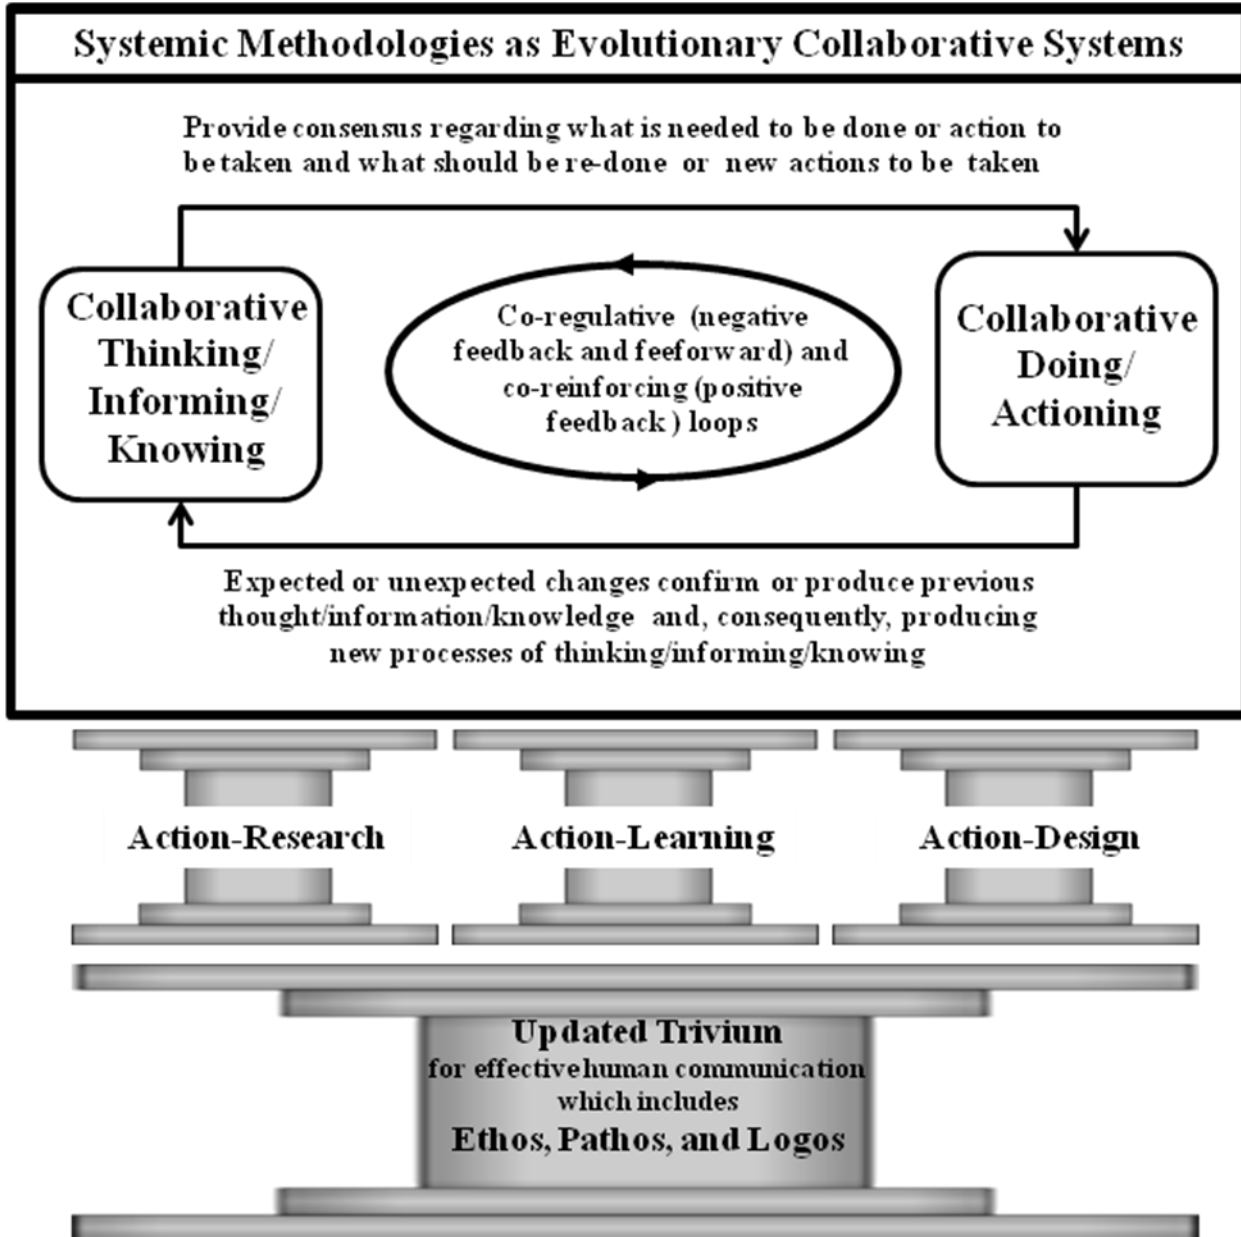 Systemic Methodologies as Evolutionary Collaborative Systems
Provide consensus regarding what is needed to be done or action to
be taken and what should be re-done or new actions to be taken
Collaborative
Thinking/
Informing/
Knowing
Co-regulative (negative
feedback and feeforward) and
co-reinforcing (positive
feedback ) loops
Collaborative
Doing/
Actioning
Expected or unexpected changes confirm or produce previous
thought/information/knowledge and, consequently, producing
new processes of thinking/informing/knowing
Action-Research
Action-Learning
Action-Design
Updated Trivium
for effective human communication
which includes
Ethos, Pathos, and Logos